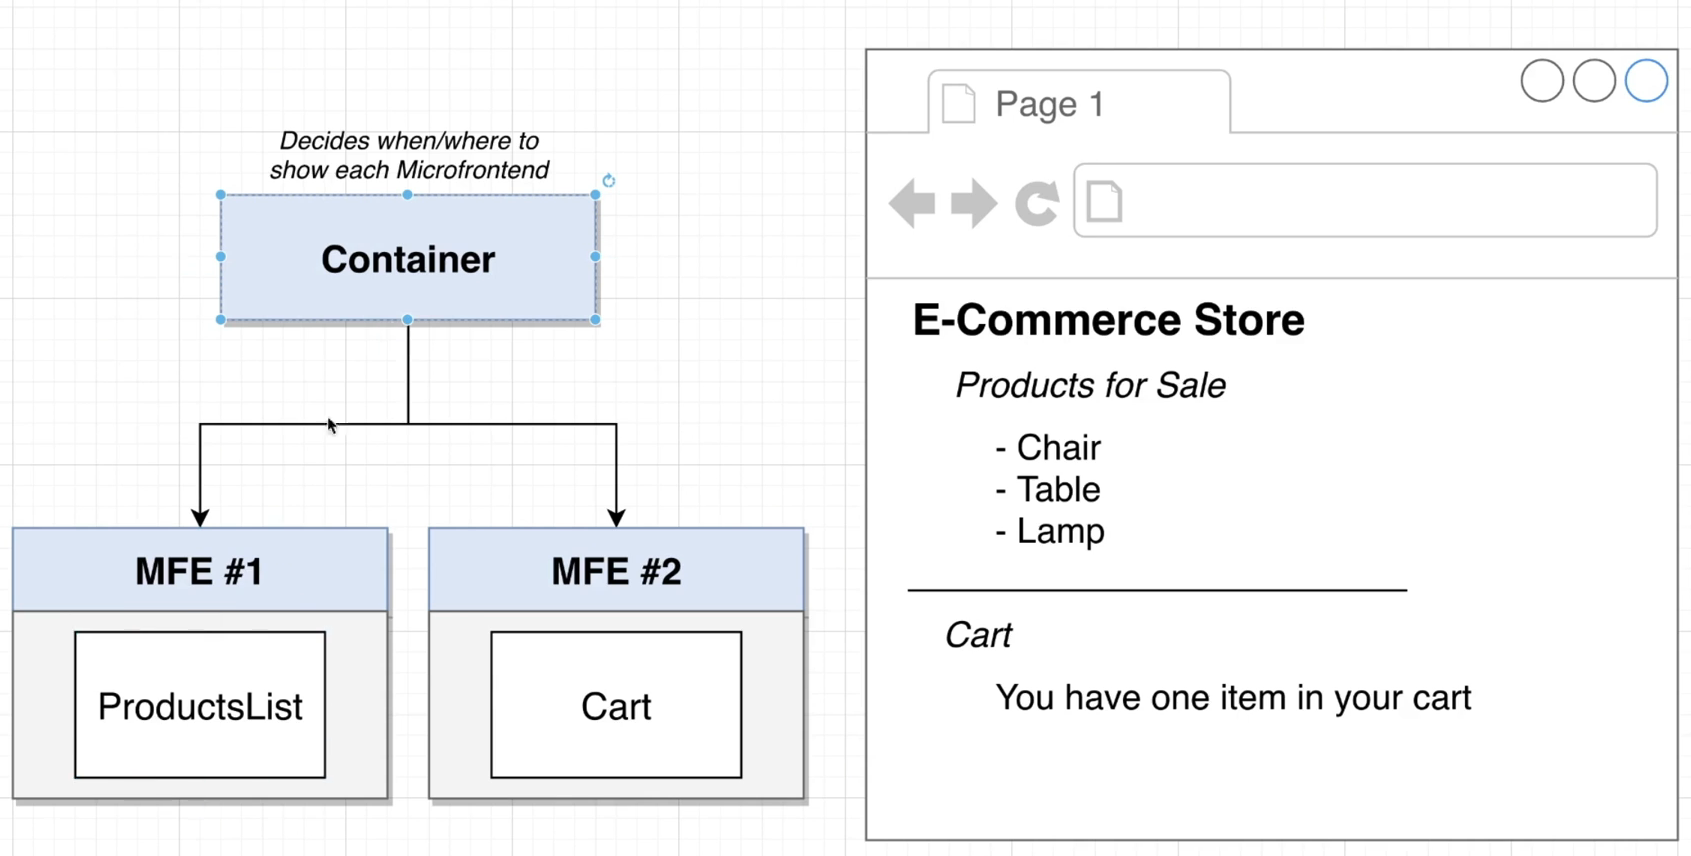 Decides when/where to
show each Microfrontend
Container
MFE #1
ProductsList
MFE #2
Cart
Page 1
E-Commerce Store
Products for Sale
- Chair
- Table
- Lamp
Cart
You have one item in your cart